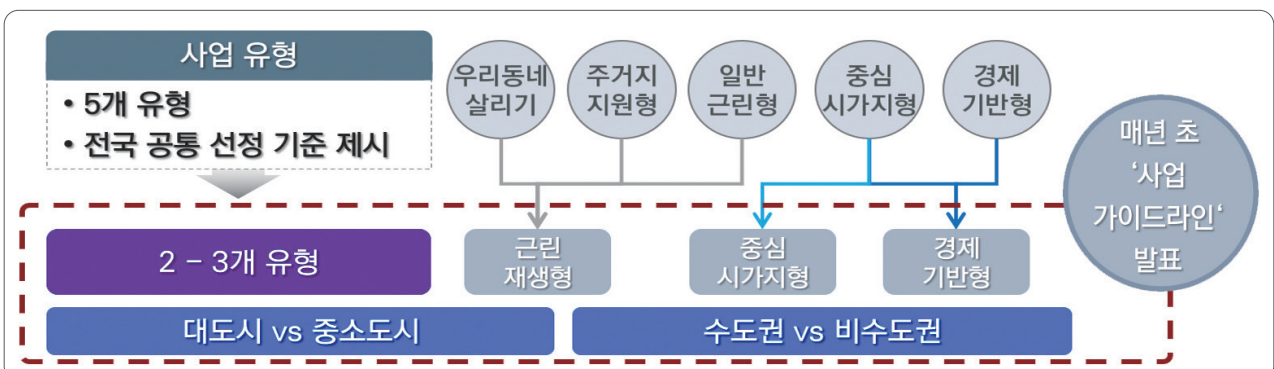 사업 유형
• 5개 유형
• 전국 공통 선정 기준 제시
우리동네
살리기
주거지
지원형
일반
근린형
중심
시가지형
경제
기반형
매년 초
‘사업
가이드라인‘
발표
2 – 3개 유형
근린
재생형
중심
시가지형
경제
기반형
대도시 vs 중소도시
수도권 vs 비수도권